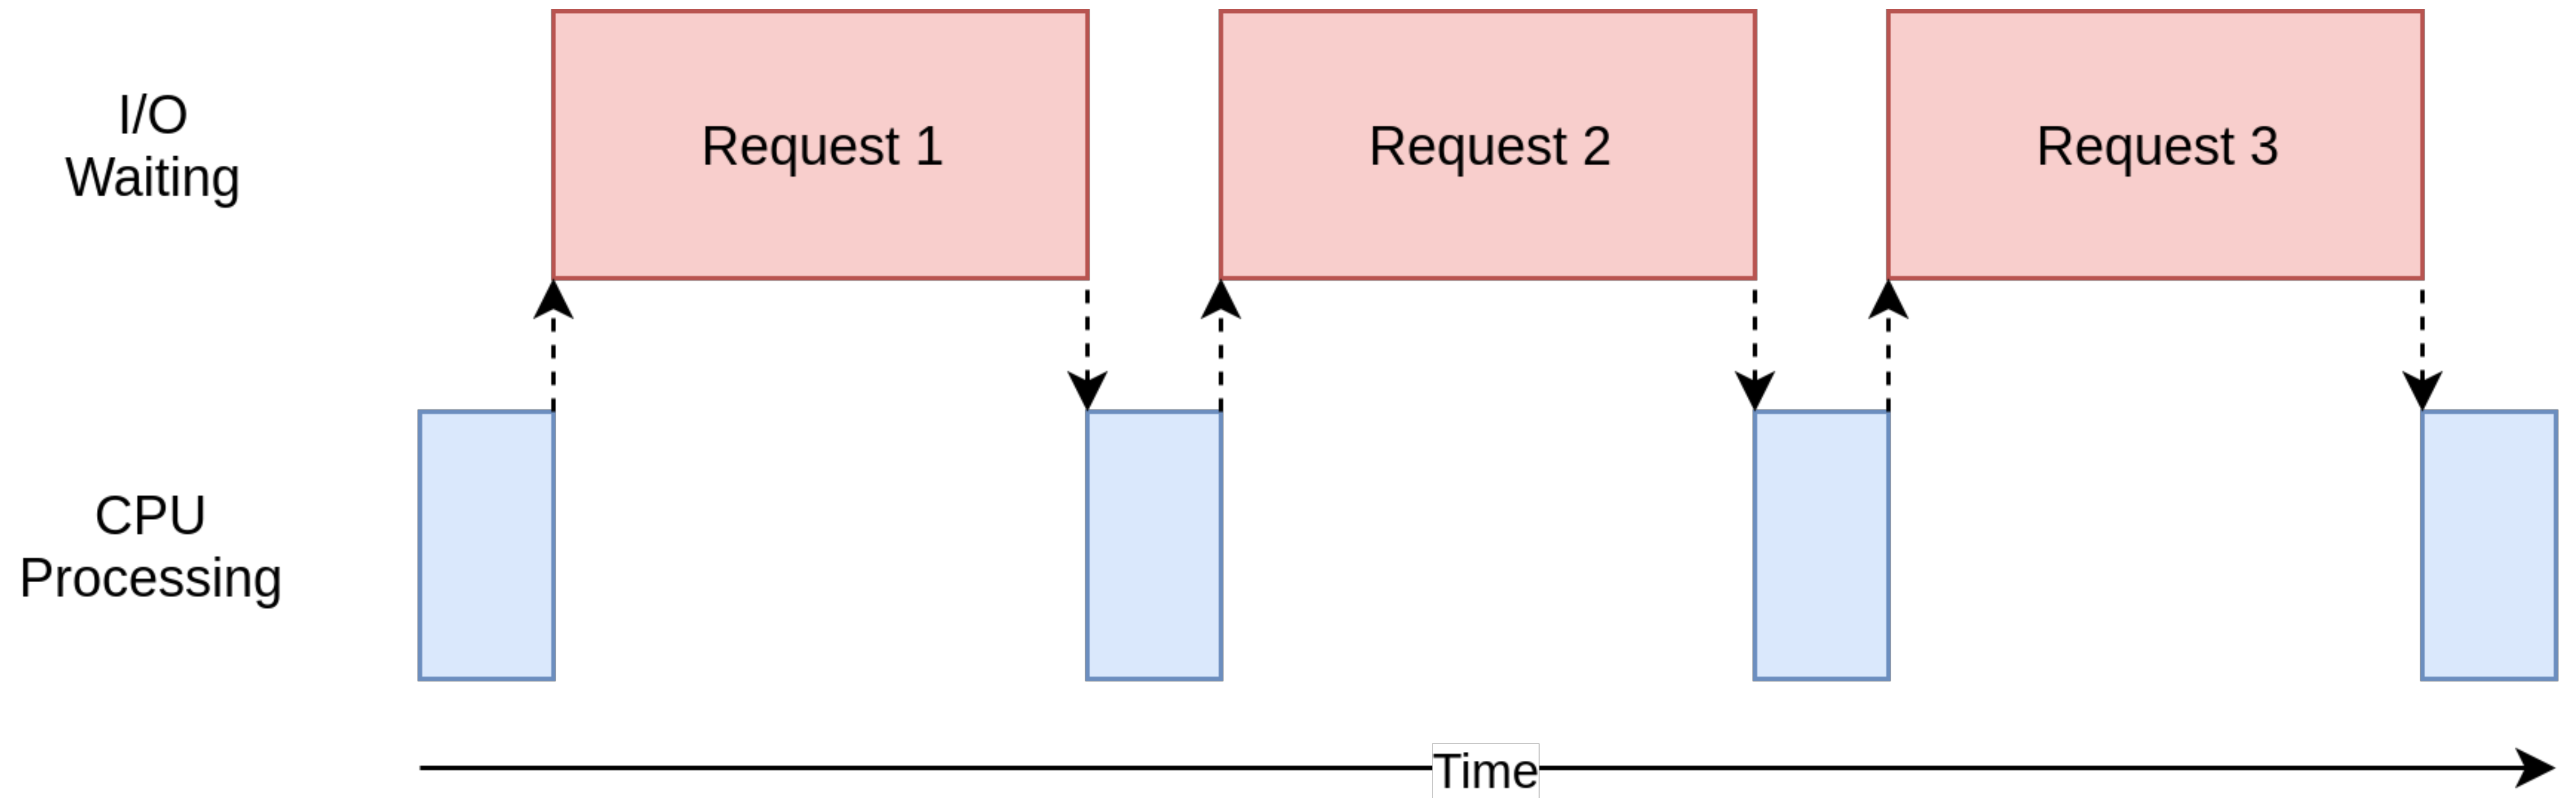 I/O
Waiting
Request 1
Request 2
Request 3
CPU
Processing
Time